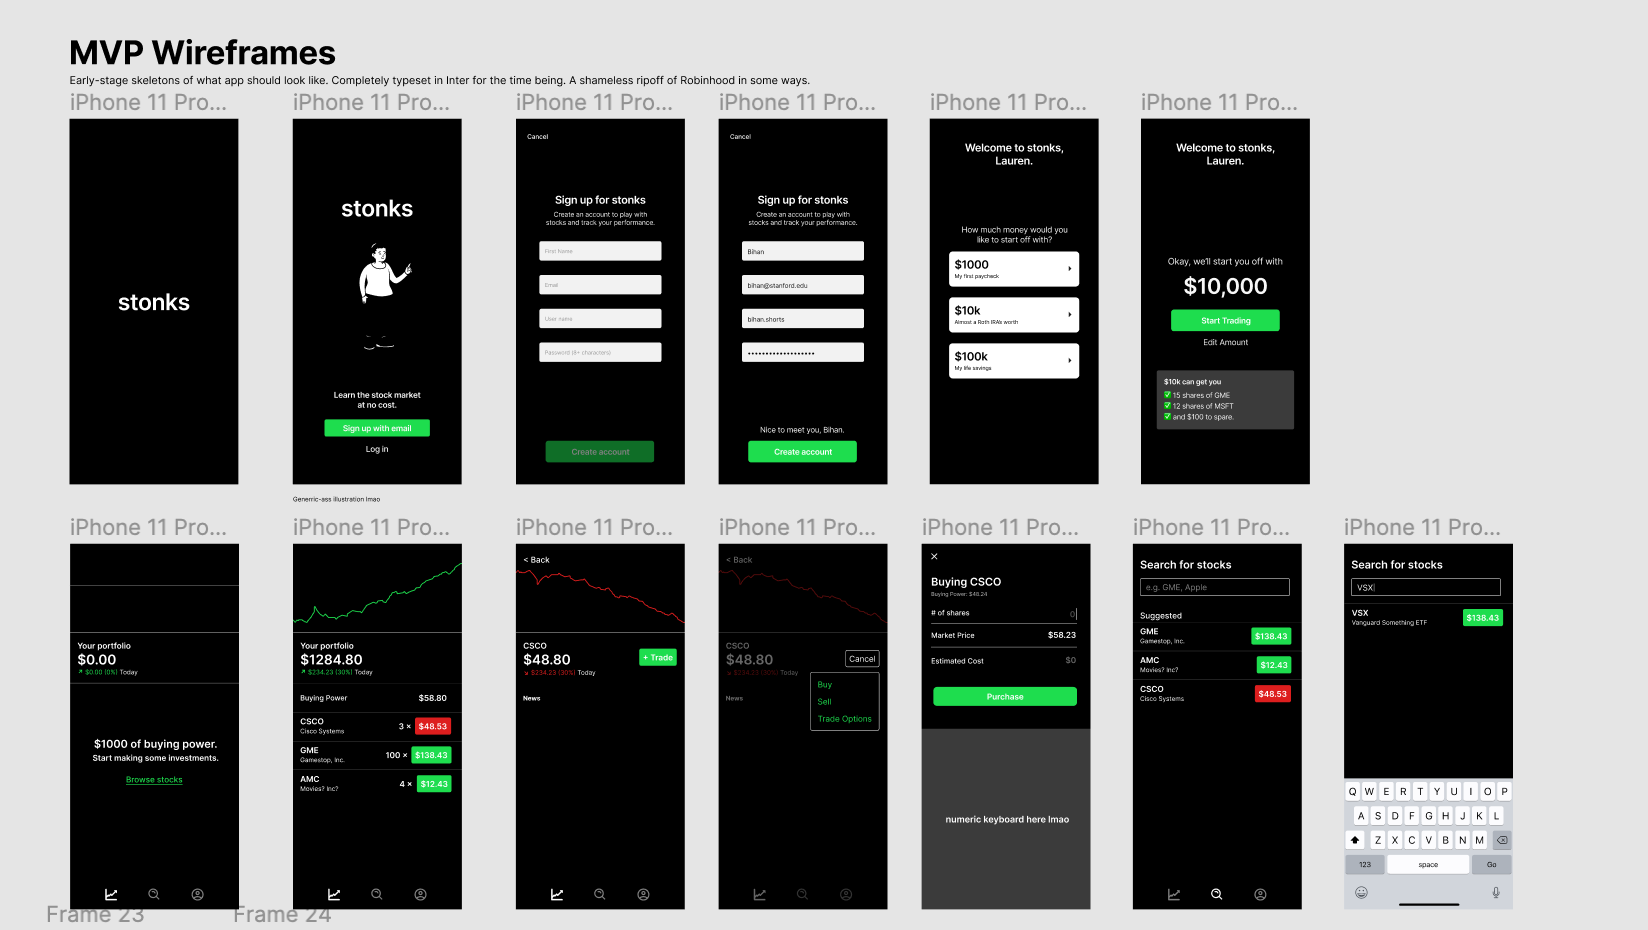 MVP Wireframes
Early-stage skeletons of what app should look like. Completely typeset in Inter for the time being. A shameless ripoff of Robinhood in some ways.
iPhone 11 Pro...
stonks
iPhone 11 Pro...
stonks
Learn the stock market
at no cost.
Sign up with email
Log in
Generric-ass illustration lmao
iPhone 11 Pro...
Cancel
Sign up for stonks
Create an account to play with
stocks and track your performance.
First name
Email
User name
Password (8+ characters)
Create account
iPhone 11 Pro...
Cancel
Sign up for stonks
Create an account to play with
stocks and track your performance.
Bihan
bihan@stanford.edu
bihan.shorts
•••••••••••••••••••
Nice to meet you, Bihan.
Create account
iPhone 11 Pro...
Welcome to stonks,
Lauren.
How much money would you
like to start off with?
$1000
My first paycheck
$10k
Almost a Roth IRA's worth
$100k
My life savings
iPhone 11 Pro...
Welcome to stonks,
Lauren.
Okay, we'll start you off with
$10,000
Start Trading
Edit Amount
$10k can get you
✅ 15 shares of GME
✅ 12 shares of MSFT
✅ and $100 to spare.
iPhone 11 Pro...
Your portfolio
$0.00
↗ $0.00 (0%) Today
$1000 of buying power.
Start making some investments.
Browse stocks
iPhone 11 Pro...
Your portfolio
$1284.80
↗ $234.23 (30%) Today
Buying Power $58.80
CSCO
Cisco Systems
3 × $48.53
GME
Gamestop, Inc.
100 × $138.43
AMC
Movies? Inc?
4 × $12.43
iPhone 11 Pro...
< Back
CSCO
$48.80
+ Trade
↘ $234.23 (30%) Today
News
iPhone 11 Pro...
< Back
CSCO
$48.80
Cancel
↘ $234.23 (30%) Today
Buy
Sell
Trade Options
News
iPhone 11 Pro...
×
Buying CSCO
Buying Power: $48.24
# of shares 0
Market Price $58.23
Estimated Cost $0
Purchase
numeric keyboard here lmao
iPhone 11 Pro...
Search for stocks
e.g. GME, Apple
Suggested
GME
Gamestop, Inc.
$138.43
AMC
Movies? Inc?
$12.43
CSCO
Cisco Systems
$48.53
iPhone 11 Pro...
Search for stocks
VSX
VSX
Vanguard Something ETF
$138.43
Q W E R T Y U I O P
A S D F G H J K L
Z X C V B N M
123 space Go
Frame 23
Frame 24